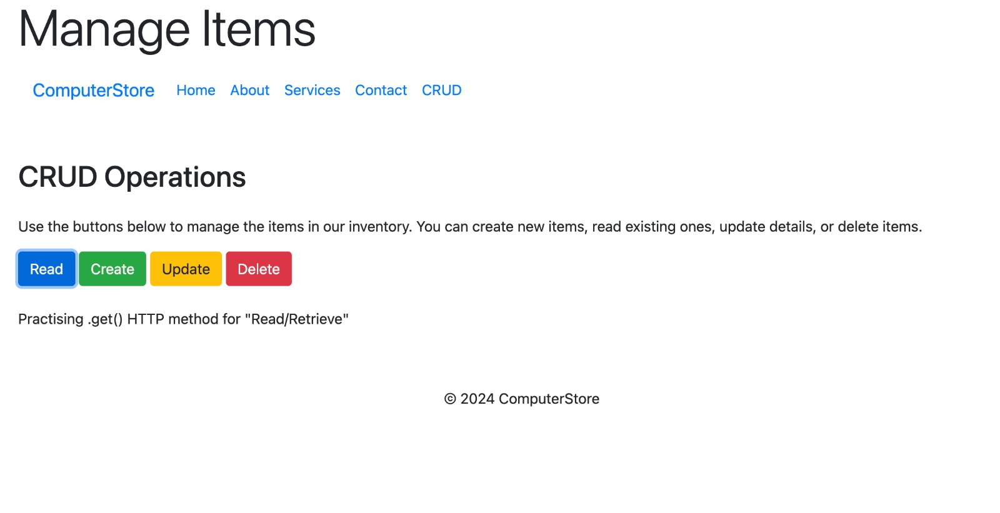 Manage Items
ComputerStore Home About Services Contact CRUD
CRUD Operations
Use the buttons below to manage the items in our inventory. You can create new items, read existing ones, update details, or delete items.
Read Create Update Delete
Practising .get() HTTP method for "Read/Retrieve"
© 2024 ComputerStore